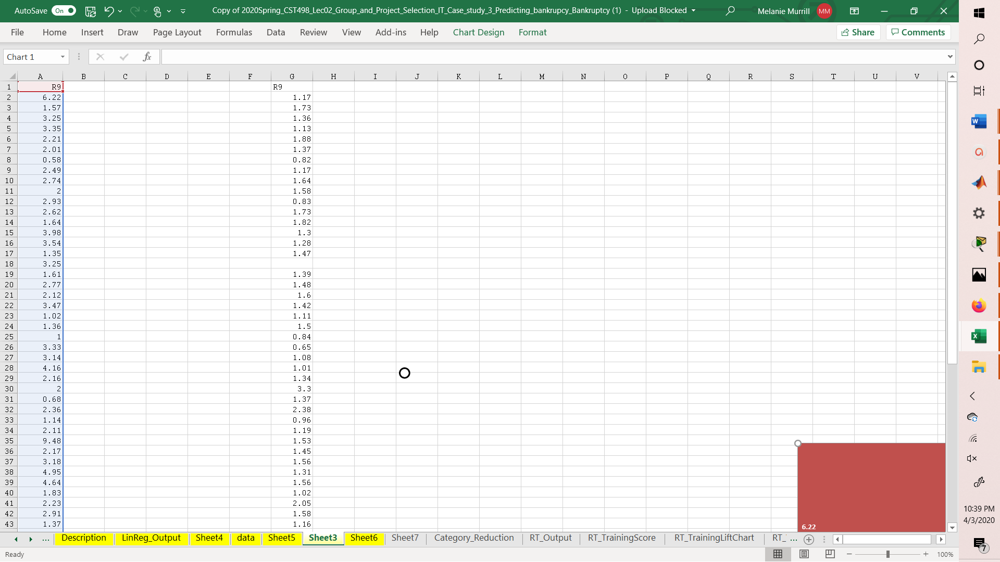 AutoSave On Copy of 2020Spring_CST498_Lec02_Group_and_Project_Selection_IT_Case_study_3_Predicting_bankrupcy_Bankruptcy (1) - Upload Blocked Melanie Murrill MM
File Home Insert Draw Page Layout Formulas Data Review View Add-ins Help Chart Design Format Share Comments
Chart 1 fx
A B C D E F G H I J K L M N O P Q R S T U V
1 R9 R9
2 6.22 1.17
3 1.57 1.73
4 3.25 1.36
5 3.35 1.13
6 2.21 1.88
7 2.01 1.37
8 0.58 0.82
9 2.49 1.17
10 2.74 1.64
11 2 1.58
12 2.93 0.83
13 2.62 1.73
14 1.64 1.82
15 3.98 1.3
16 3.54 1.28
17 1.35 1.47
18 3.25
19 1.61 1.39
20 2.77 1.48
21 2.12 1.6
22 3.47 1.42
23 1.02 1.11
24 1.36 1.5
25 1 0.84
26 3.33 0.65
27 3.14 1.08
28 4.16 1.01
29 2.16 1.34
30 2 3.3
31 0.68 1.37
32 2.36 2.38
33 1.14 0.96
34 2.11 1.19
35 9.48 1.53
36 2.17 1.45
37 3.18 1.56
38 4.95 1.31
39 4.64 1.56
40 1.83 1.02
41 2.23 2.05
42 2.91 1.58
43 1.37 1.16
6.22
... Description LinReg_Output Sheet4 data Sheet5 Sheet3 Sheet6 Sheet7 Category_Reduction RT_Output RT_TrainingScore RT_TrainingLiftChart RT_ ...
Ready 100%
10:39 PM
4/3/2020
7